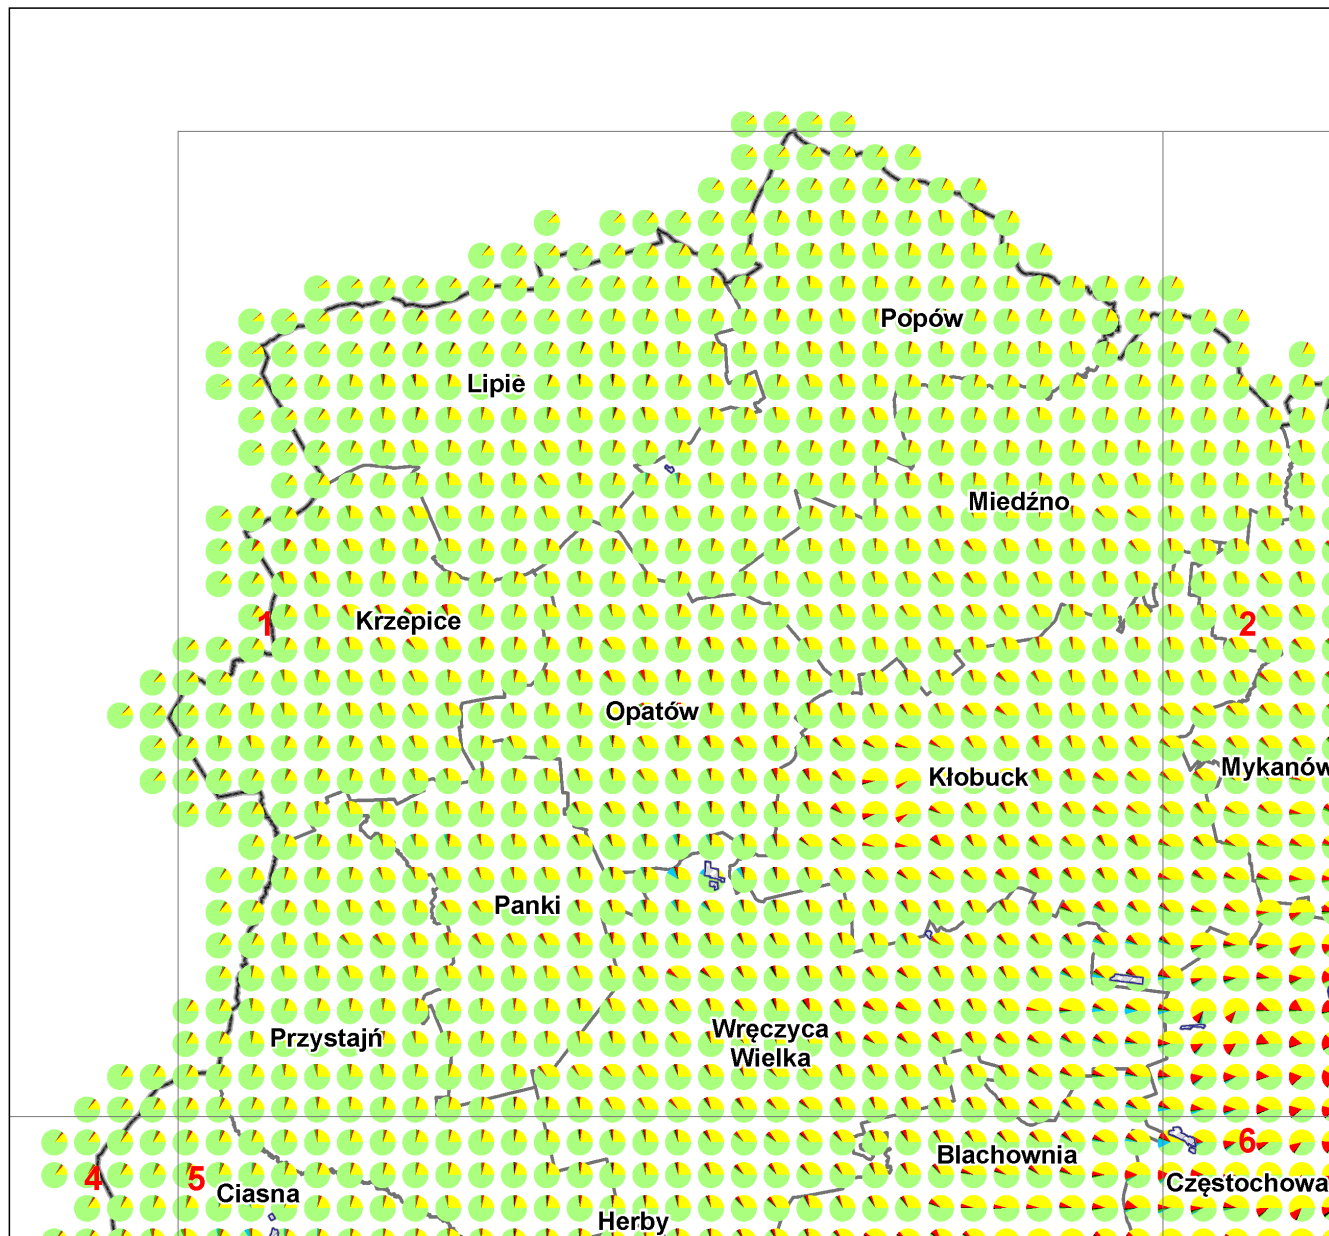 Popów
Lipie
Miedźno
1
Krzepice
2
Opatów
Kłobuck
Mykanów
Panki
Przystajń
Wręczyca
Wielka
Blachownia
6
4
5
Ciasna
Częstochowa
Herby